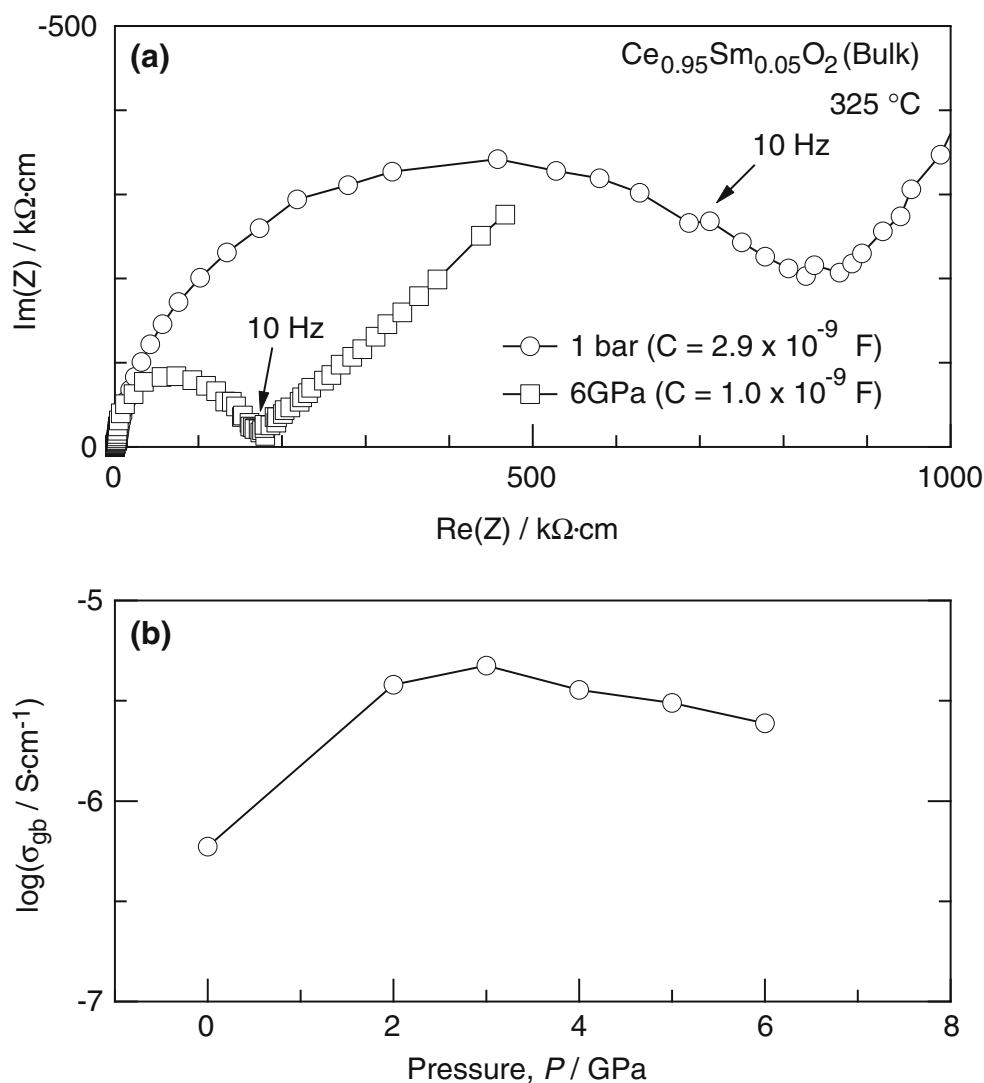 -500
(a)
Ce0.95Sm0.05O2 (Bulk)
325 °C
10 Hz
Im(Z) / kΩ·cm
10 Hz
1 bar (C = 2.9 x 10-9 F)
6GPa (C = 1.0 x 10-9 F)
0
0 500 1000
Re(Z) / kΩ·cm
-5
(b)
log(σgb / S·cm-1)
-6
-7
0 2 4 6 8
Pressure, P / GPa